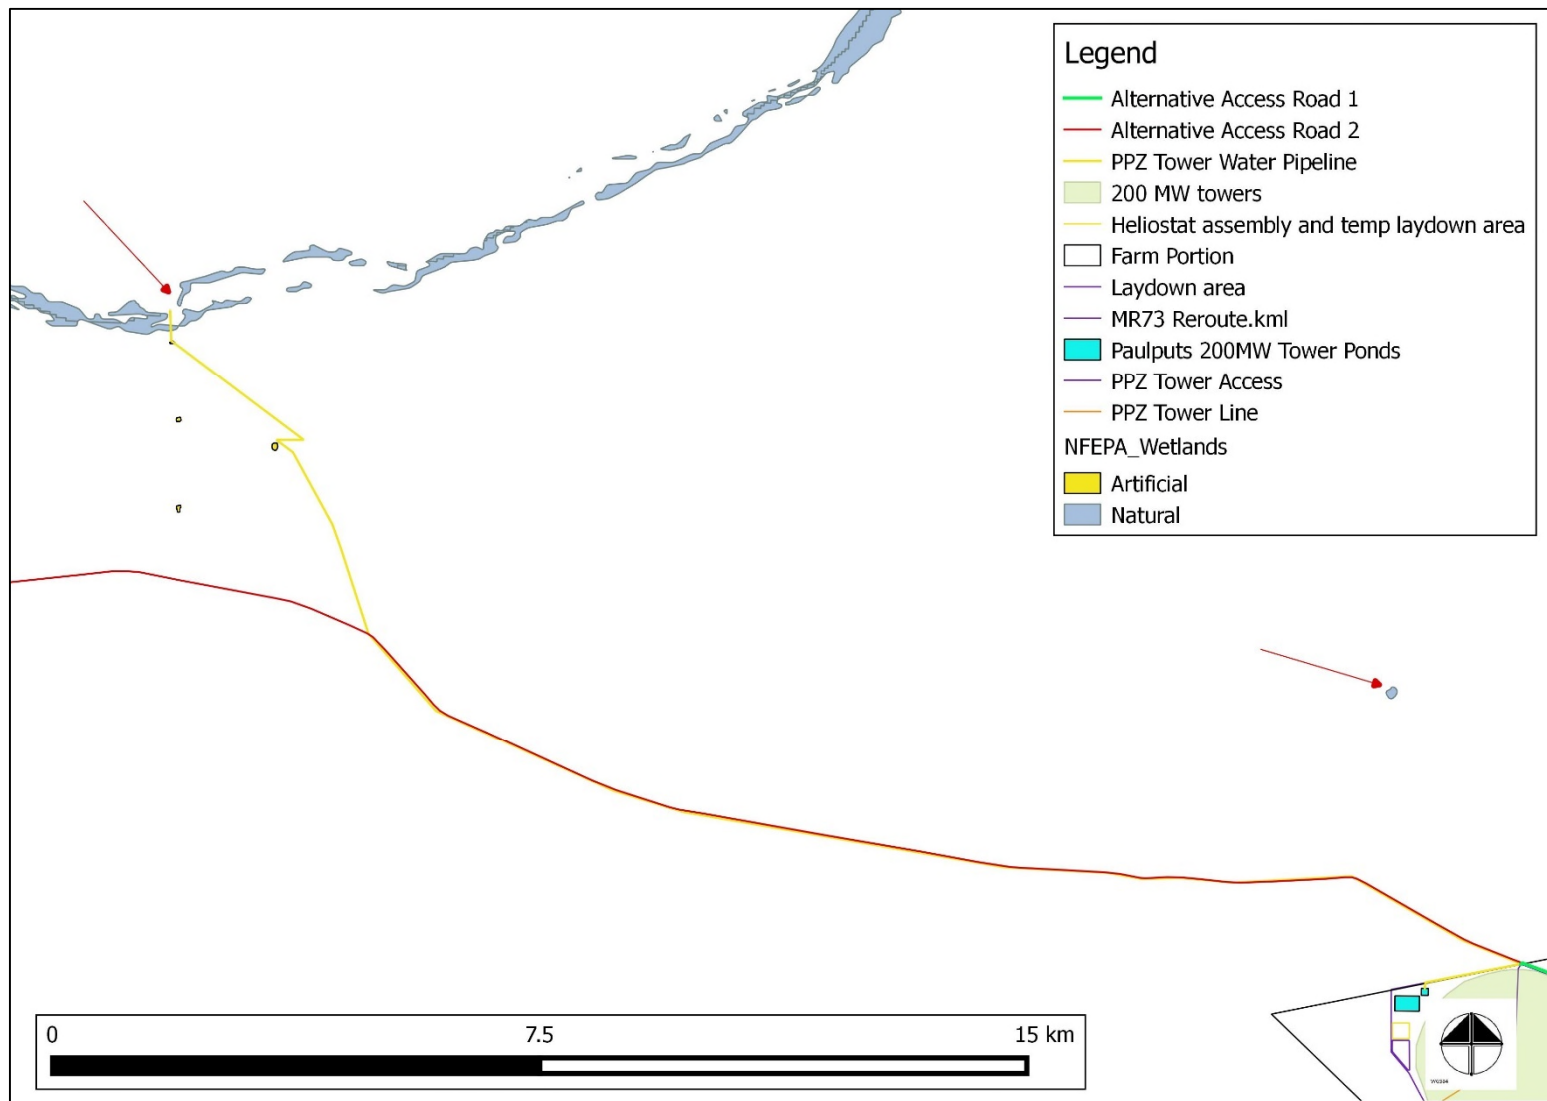 Legend
Alternative Access Road 1
Alternative Access Road 2
PPZ Tower Water Pipeline
200 MW towers
Heliostat assembly and temp laydown area
Farm Portion
Laydown area
MR73 Reroute.kml
Paulputs 200MW Tower Ponds
PPZ Tower Access
PPZ Tower Line
NFEPA_Wetlands
Artificial
Natural
0 7.5 15 km